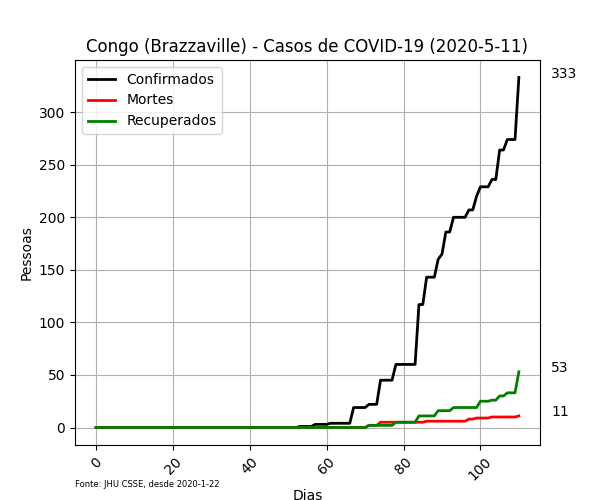 Congo (Brazzaville) - Casos de COVID-19 (2020-5-11)
Confirmados
Mortes
Recuperados
333
53
11
Pessoas
300
250
200
150
100
50
0
0
20
40
60
80
100
Fonte: JHU CSSE, desde 2020-1-22
Dias